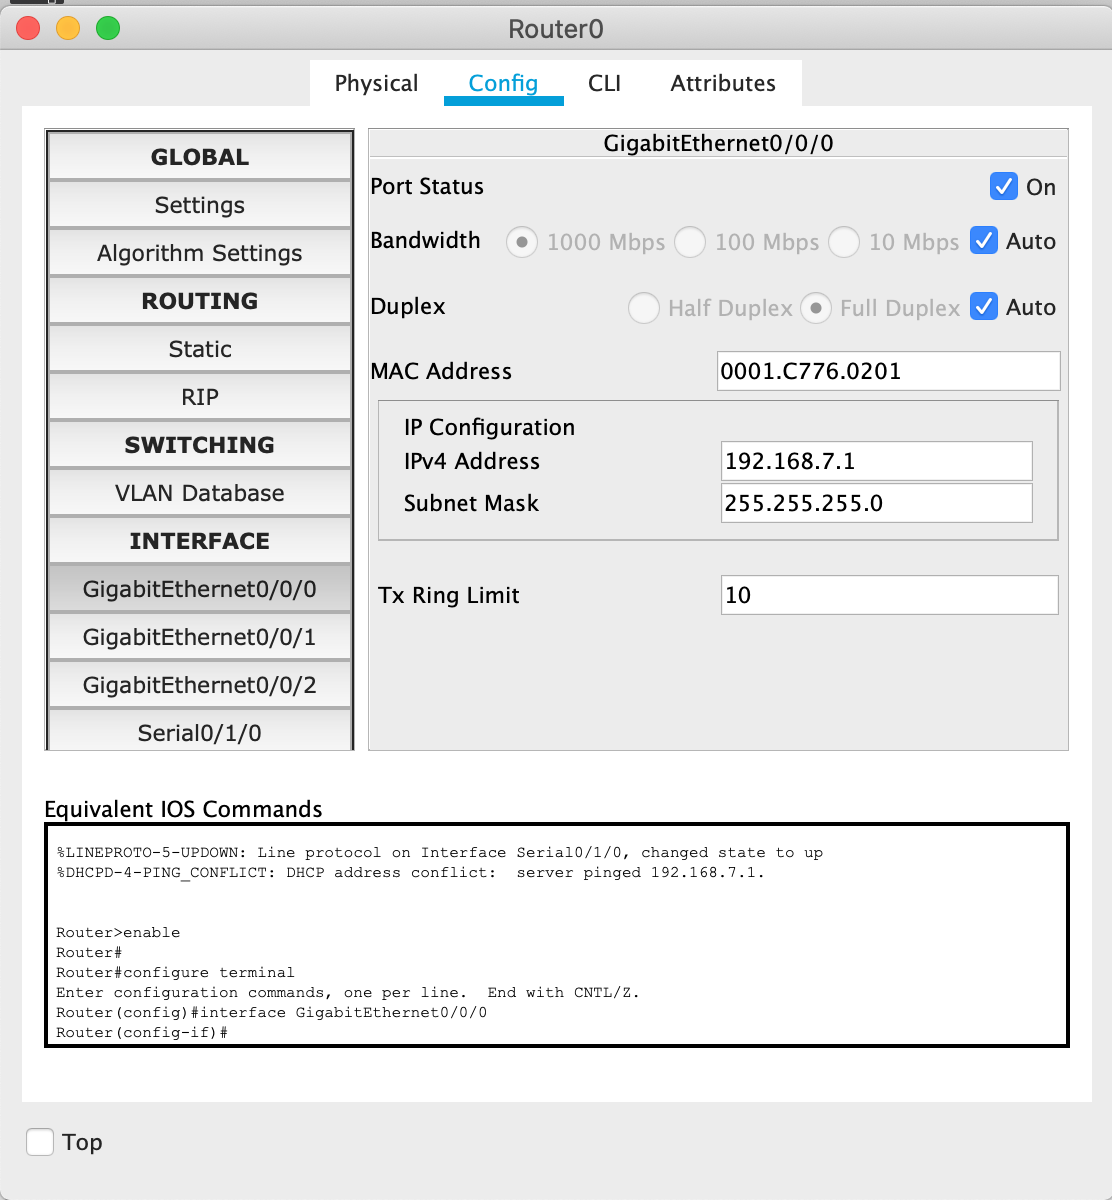 Router0
Physical Config CLI Attributes
GLOBAL
Settings
Algorithm Settings
ROUTING
Static
RIP
SWITCHING
VLAN Database
INTERFACE
GigabitEthernet0/0/0
GigabitEthernet0/0/1
GigabitEthernet0/0/2
Serial0/1/0
GigabitEthernet0/0/0
Port Status On
Bandwidth 1000 Mbps 100 Mbps 10 Mbps Auto
Duplex Half Duplex Full Duplex Auto
MAC Address 0001.C776.0201
IP Configuration
IPv4 Address 192.168.7.1
Subnet Mask 255.255.255.0
Tx Ring Limit 10
Equivalent IOS Commands
%LINEPROTO-5-UPDOWN: Line protocol on Interface Serial0/1/0, changed state to up
%DHCPD-4-PING_CONFLICT: DHCP address conflict:  server pinged 192.168.7.1.
Router>enable
Router#
Router#configure terminal
Enter configuration commands, one per line.  End with CNTL/Z.
Router(config)#interface GigabitEthernet0/0/0
Router(config-if)#
Top